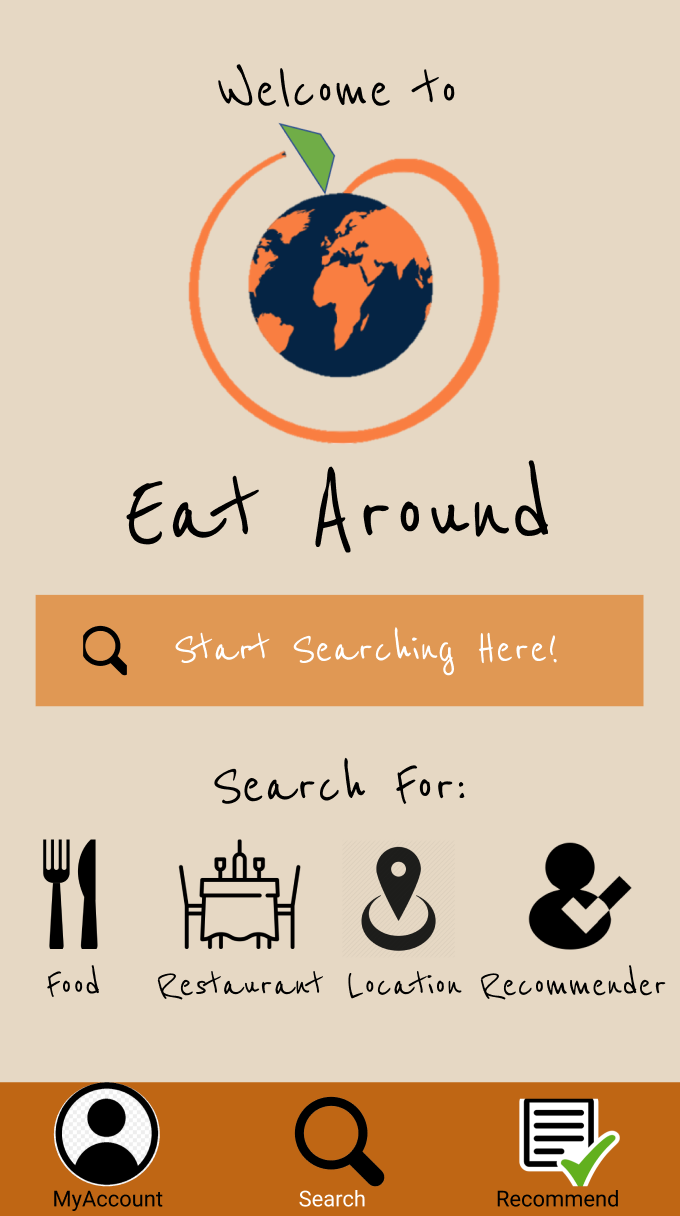 Welcome to
Eat Around
Start Searching Here!
Search For:
Food Restaurant Location Recommender
MyAccount Search Recommend